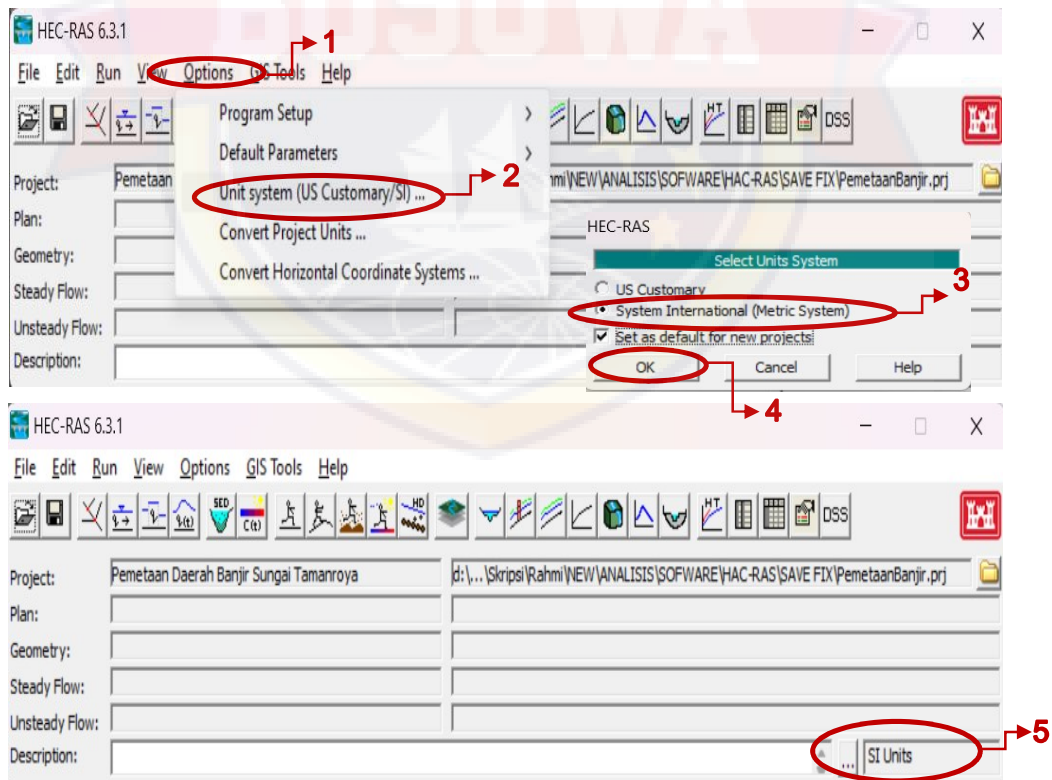 BOSOWA
HEC-RAS 6.3.1
1
File Edit Run View Options GIS Tools Help
Program Setup
HT
DSS
Default Parameters
Project: Pemetaan
Unit system (US Customary/SI) ...
2
hmi\NEW\ANALISIS\SOFWARE\HAC-RAS\SAVE FIX\PemetaanBanjir.prj
Plan:
Convert Project Units ...
HEC-RAS
Geometry:
Select Units System
Convert Horizontal Coordinate Systems ...
3
Steady Flow:
US Customary
System International (Metric System)
Unsteady Flow:
Set as default for new projects
Description:
OK Cancel Help
4
HEC-RAS 6.3.1
File Edit Run View Options GIS Tools Help
SED C(t) HD HT DSS
Project: Pemetaan Daerah Banjir Sungai Tamanroya d:\...\Skripsi\Rahmi\NEW\ANALISIS\SOFWARE\HAC-RAS\SAVE FIX\PemetaanBanjir.prj
Plan:
Geometry:
Steady Flow:
Unsteady Flow:
5
Description: ... SI Units